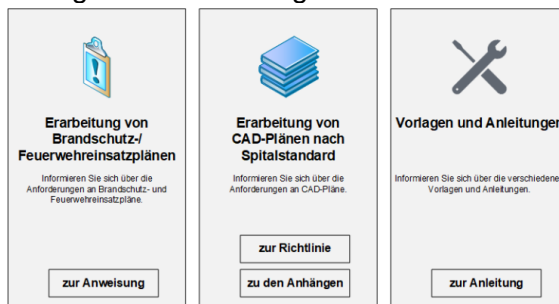 Erarbeitung von
Brandschutz-/
Feuerwehreinsatzplänen
Informieren Sie sich über die
Anforderungen an Brandschutz- und
Feuerwehreinsatzpläne.
zur Anweisung
Erarbeitung von
CAD-Plänen nach
Spitalstandard
Informieren Sie sich über die
Anforderungen an CAD-Pläne.
zur Richtlinie
zu den Anhängen
Vorlagen und Anleitungen
Informieren Sie sich über die verschiedene
Vorlagen und Anleitungen.
zur Anleitung